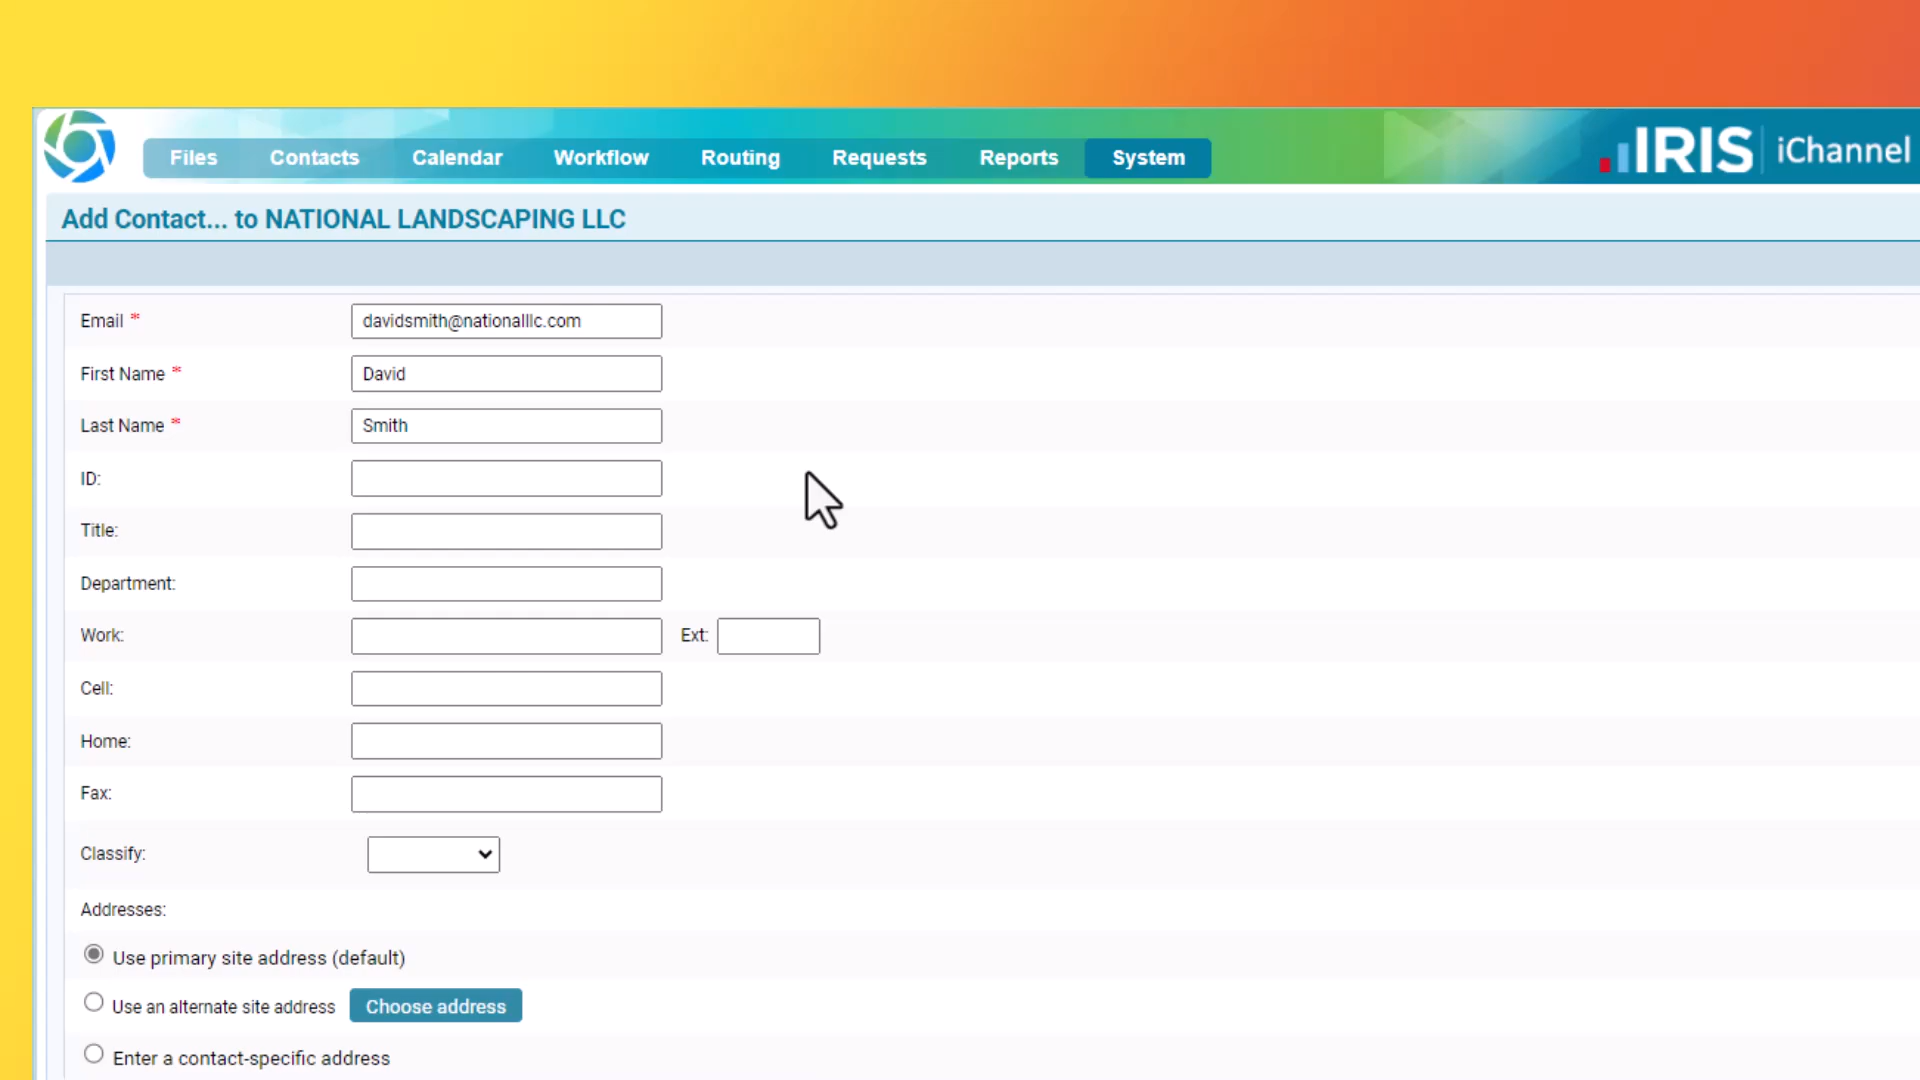 Files Contacts Calendar Workflow Routing Requests Reports System IRIS iChannel
Add Contact... to NATIONAL LANDSCAPING LLC
Email * davidsmith@nationalllc.com
First Name * David
Last Name * Smith
ID:
Title:
Department:
Work: Ext:
Cell:
Home:
Fax:
Classify:
Addresses:
Use primary site address (default)
Use an alternate site address Choose address
Enter a contact-specific address